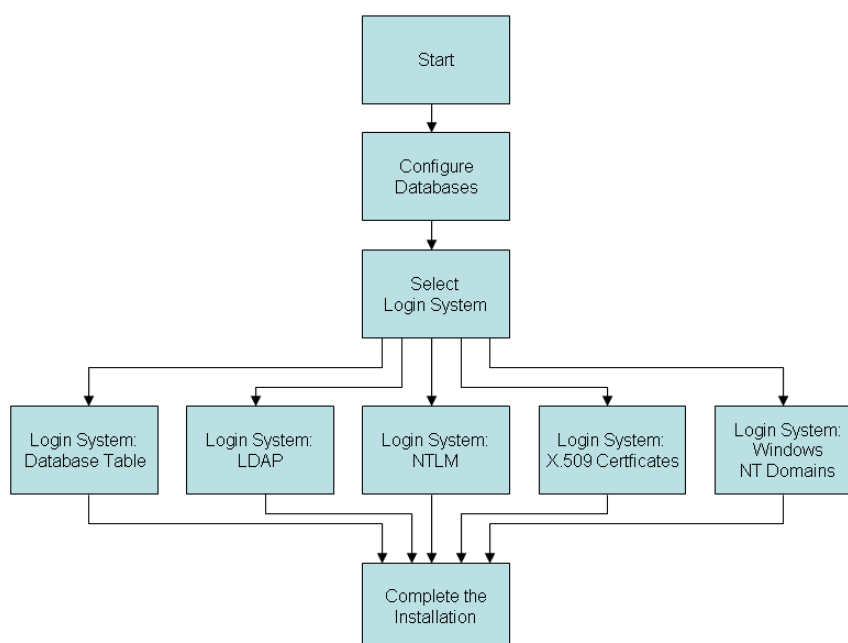 Start
Configure
Databases
Select
Login System
Login System:
Database Table
Login System:
LDAP
Login System:
NTLM
Login System:
X.509 Certficates
Login System:
Windows
NT Domains
Complete the
Installation